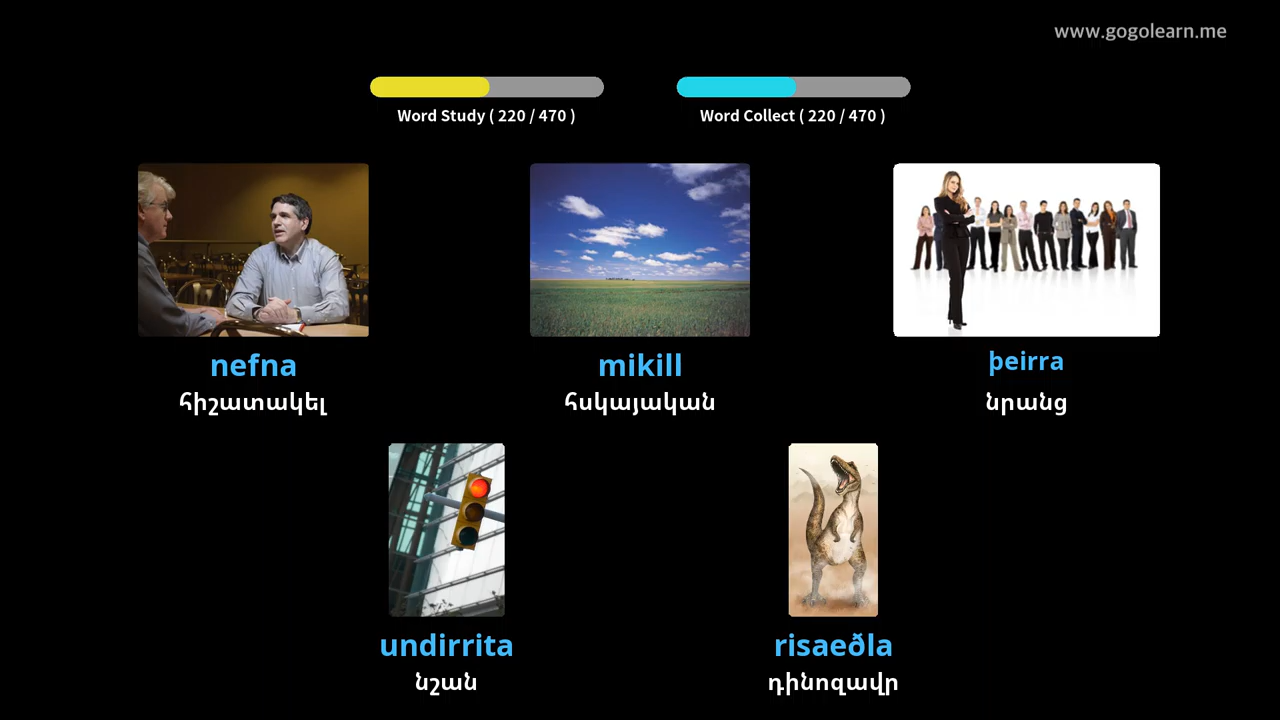 www.gogolearn.me
Word Study ( 220 / 470 )
Word Collect ( 220 / 470 )
nefna
հիշատակել
mikill
հսկայական
þeirra
նրանց
undirrita
նշան
risaeðla
դինոզավր